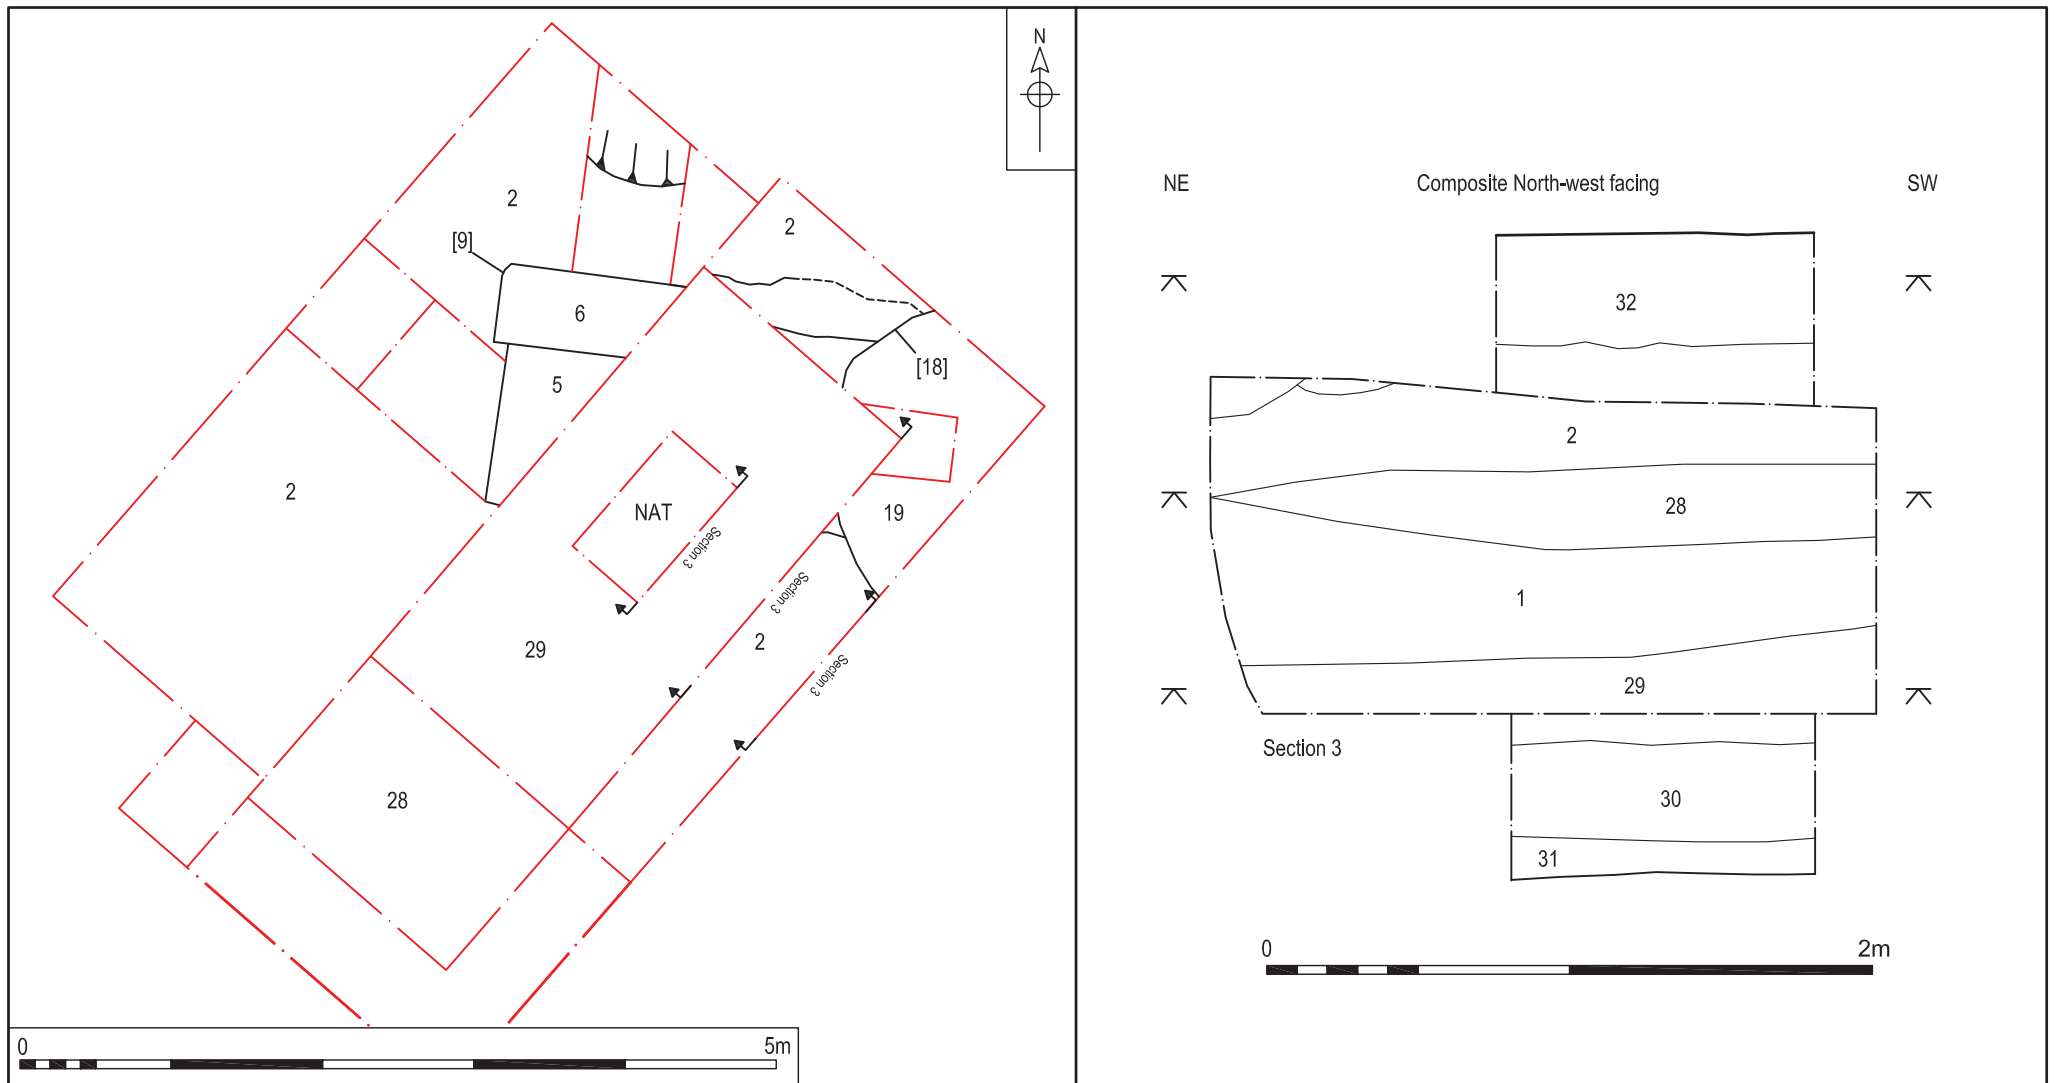 N
2
[9]
2
6
5
[18]
NAT
2
19
Section 3
Section 3
2
29
Section 3
28
0 5m
NE Composite North-west facing SW
32
2
28
1
29
Section 3
30
31
0 2m